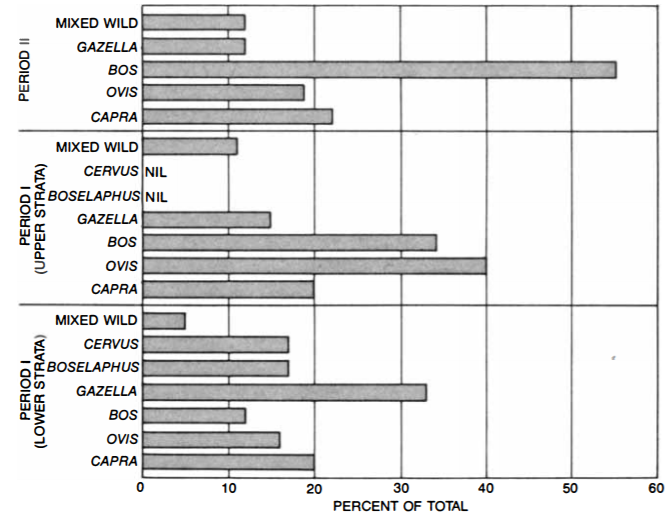 PERIOD II
MIXED WILD
GAZELLA
BOS
OVIS
CAPRA
PERIOD I
(UPPER STRATA)
MIXED WILD
CERVUS NIL
BOSELAPHUS NIL
GAZELLA
BOS
OVIS
CAPRA
PERIOD I
(LOWER STRATA)
MIXED WILD
CERVUS
BOSELAPHUS
GAZELLA
BOS
OVIS
CAPRA
0 10 20 30 40 50 60
PERCENT OF TOTAL